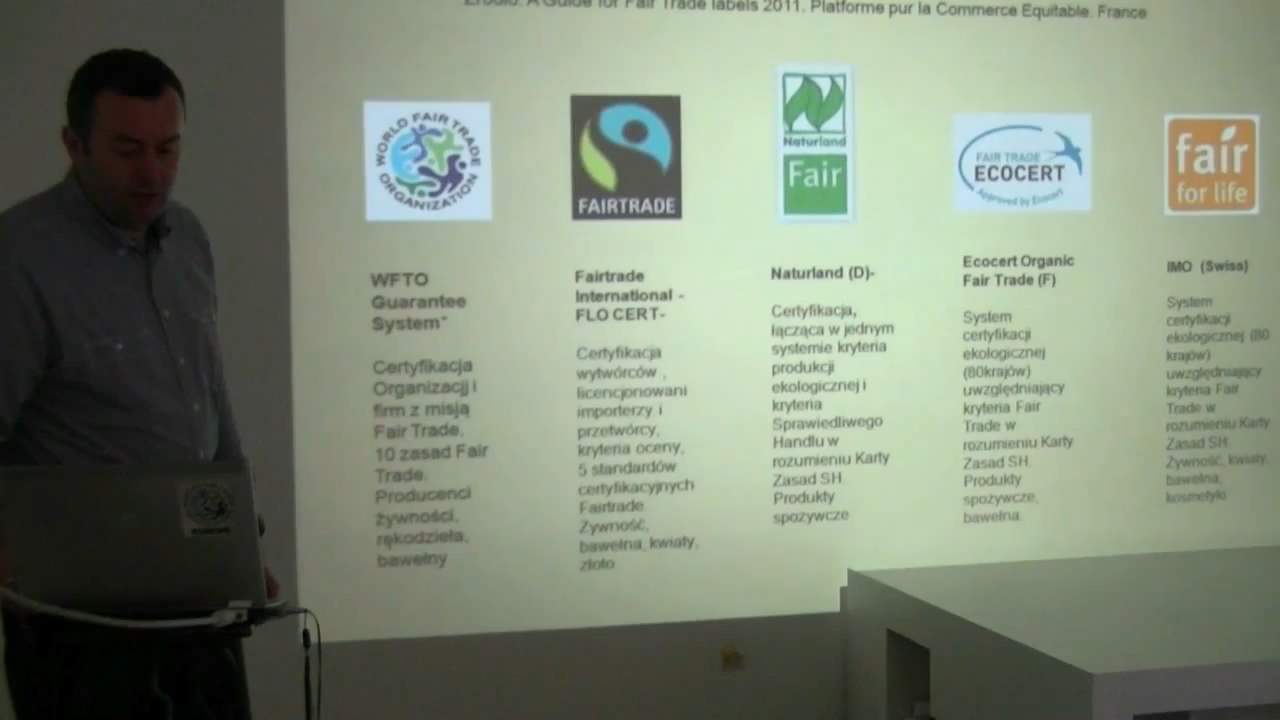 Źródło: A Guide for Fair Trade labels 2011. Platforme pur la Commerce Equitable. France
WORLD FAIR TRADE
ORGANIZATION
FAIRTRADE
Naturland
Fair
FAIR TRADE
ECOCERT
Approved by Ecocert
fair
for life
WFTO
Guarantee
System"
Certyfikacja
Organizacji i
firm z misją
Fair Trade.
10 zasad Fair
Trade.
Producenci
żywności,
rękodzieła,
bawełny
Fairtrade
International -
FLO CERT-
Certyfikacja
wytwórców ,
licencjonowani
importerzy i
przetwórcy,
kryteria oceny,
5 standardów
certyfikacyjnych
Fairtrade.
Żywność,
bawełna, kwiaty,
złoto
Naturland (D)-
Certyfikacja,
łącząca w jednym
systemie kryteria
produkcji
ekologicznej i
kryteria
Sprawiedliwego
Handlu w
rozumieniu Karty
Zasad SH
Produkty
spożywcze
Ecocert Organic
Fair Trade (F)
System
certyfikacji
ekologicznej
(80krajów)
uwzględniający
kryteria Fair
Trade w
rozumieniu Karty
Zasad SH.
Produkty
spożywcze,
bawełna.
IMO (Swiss)
System
certyfikacji
ekologicznej (80
krajów)
uwzględniający
kryteria Fair
Trade w
rozumieniu Karty
Zasad SH.
Żywność, kwiaty,
bawełna,
kosmetyki
EUROPE